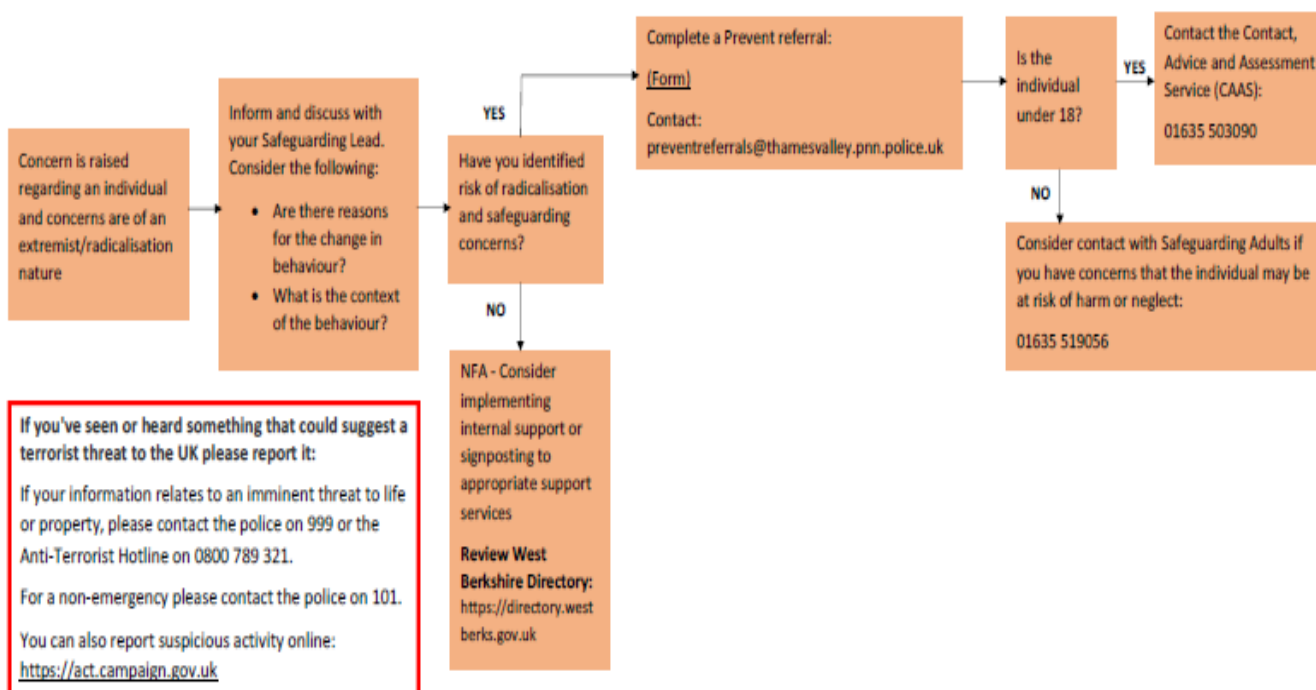 Concern is raised
regarding an individual
and concerns are of an
extremist/radicalisation
nature
Inform and discuss with
your Safeguarding Lead.
Consider the following:
• Are there reasons
for the change in
behaviour?
• What is the context
of the behaviour?
YES
Have you identified
risk of radicalisation
and safeguarding
concerns?
NO
NFA - Consider
implementing
internal support or
signposting to
appropriate support
services
Review West
Berkshire Directory:
https://directory.west
berks.gov.uk
Complete a Prevent referral:
(Form)
Contact:
preventreferrals@thamesvalley.pnn.police.uk
Is the
individual
under 18?
YES
Contact the Contact,
Advice and Assessment
Service (CAAS):
01635 503090
NO
Consider contact with Safeguarding Adults if
you have concerns that the individual may be
at risk of harm or neglect:
01635 519056
If you've seen or heard something that could suggest a
terrorist threat to the UK please report it:
If your information relates to an imminent threat to life
or property, please contact the police on 999 or the
Anti-Terrorist Hotline on 0800 789 321.
For a non-emergency please contact the police on 101.
You can also report suspicious activity online:
https://act.campaign.gov.uk